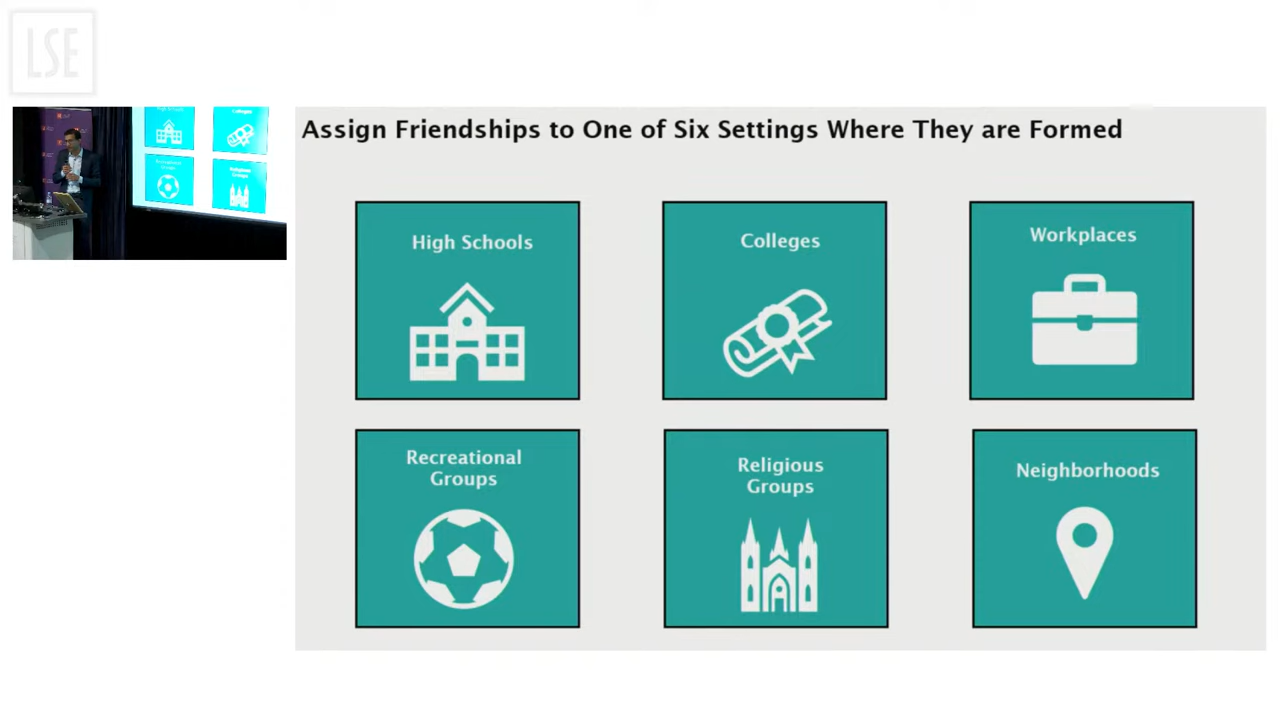 LSE
Colleges
Assign Friendships to One of Six Settings Where They are Formed
High Schools
Colleges
Workplaces
Recreational
Groups
Religious
Groups
Neighborhoods